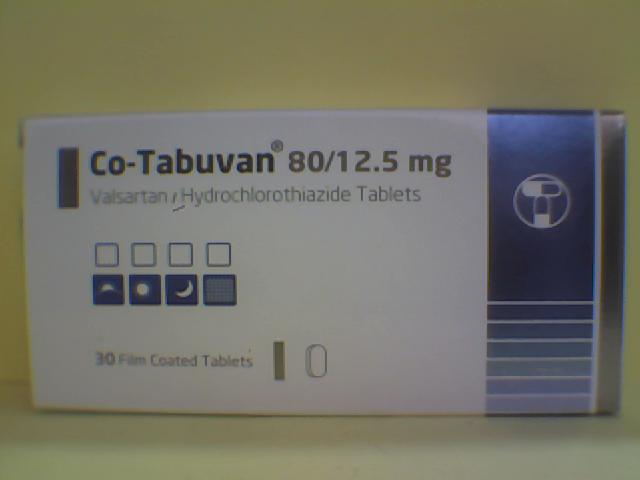 Co-Tabuvan® 80/12.5 mg
Valsartan / Hydrochlorothiazide Tablets
30 Film Coated Tablets